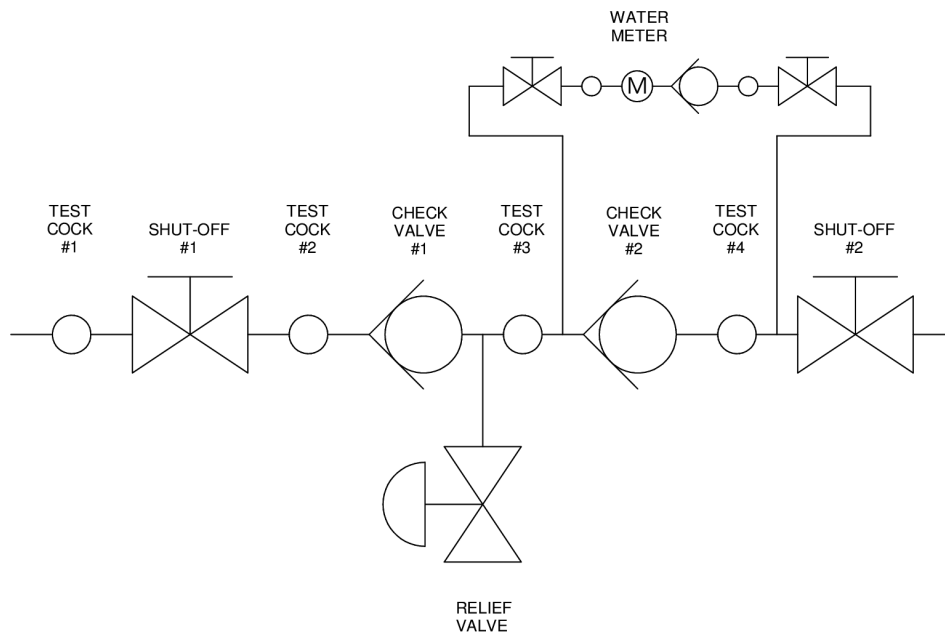 WATER
METER
M
TEST
COCK
#1
SHUT-OFF
#1
TEST
COCK
#2
CHECK
VALVE
#1
TEST
COCK
#3
CHECK
VALVE
#2
TEST
COCK
#4
SHUT-OFF
#2
RELIEF
VALVE